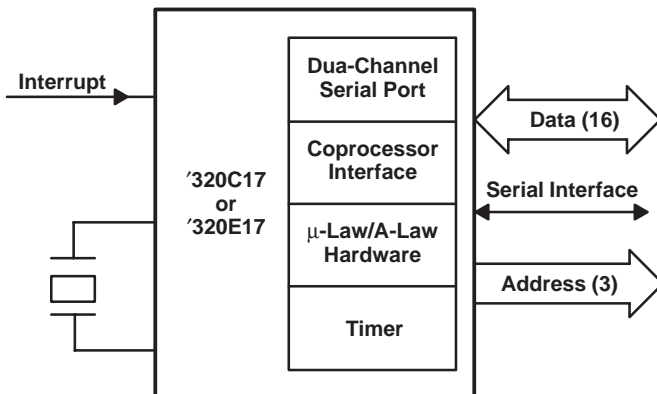 Interrupt
′320C17
or
′320E17
Dua-Channel
Serial Port
Coprocessor
Interface
μ-Law/A-Law
Hardware
Timer
Data (16)
Serial Interface
Address (3)